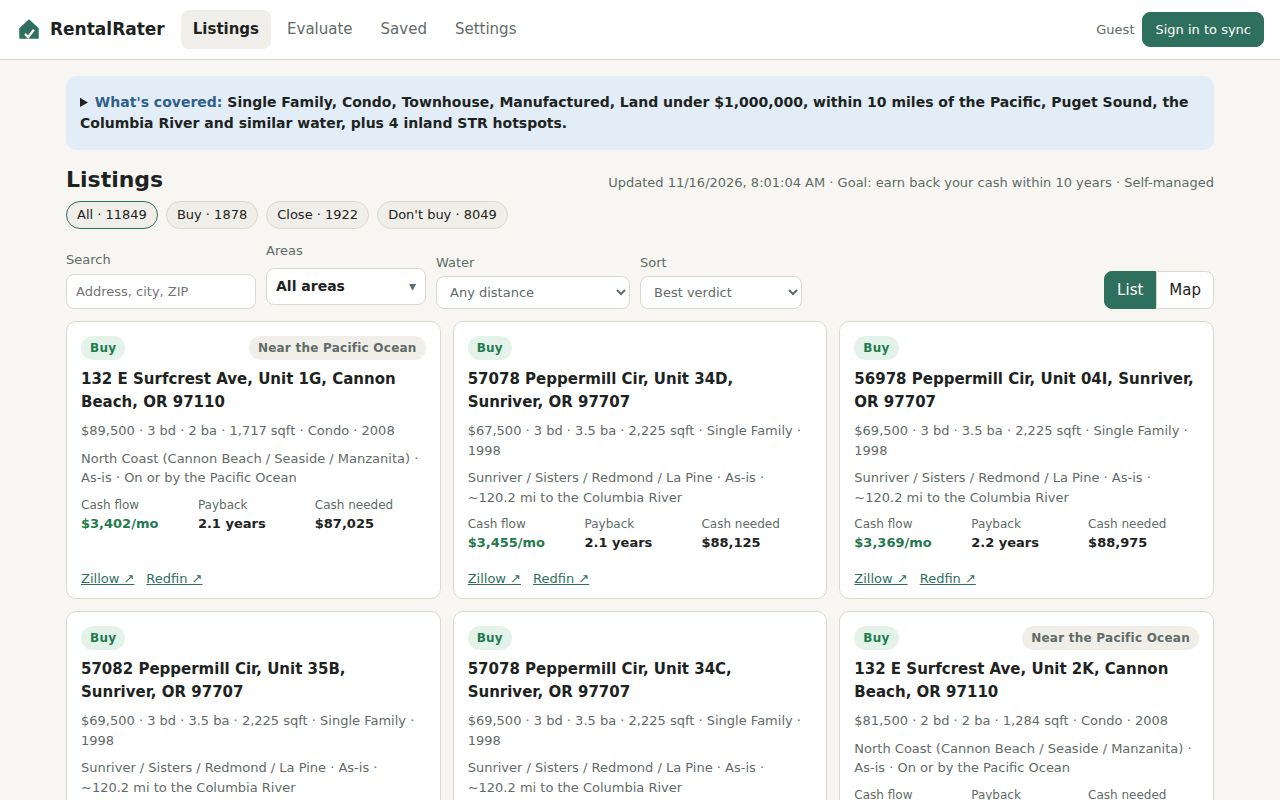 RentalRater
Listings
Evaluate
Saved
Settings
Guest
Sign in to sync
▶ What's covered: Single Family, Condo, Townhouse, Manufactured, Land under $1,000,000, within 10 miles of the Pacific, Puget Sound, the
Columbia River and similar water, plus 4 inland STR hotspots.
Listings
Updated 11/16/2026, 8:01:04 AM · Goal: earn back your cash within 10 years · Self-managed
All · 11849
Buy · 1878
Close · 1922
Don't buy · 8049
Search
Areas
Water
Sort
Address, city, ZIP
All areas ▾
Any distance
Best verdict
List
Map
Buy
Near the Pacific Ocean
132 E Surfcrest Ave, Unit 1G, Cannon
Beach, OR 97110
$89,500 · 3 bd · 2 ba · 1,717 sqft · Condo · 2008
North Coast (Cannon Beach / Seaside / Manzanita) ·
As-is · On or by the Pacific Ocean
Cash flow
Payback
Cash needed
$3,402/mo
2.1 years
$87,025
Zillow ↗
Redfin ↗
Buy
57078 Peppermill Cir, Unit 34D,
Sunriver, OR 97707
$67,500 · 3 bd · 3.5 ba · 2,225 sqft · Single Family ·
1998
Sunriver / Sisters / Redmond / La Pine · As-is ·
~120.2 mi to the Columbia River
Cash flow
Payback
Cash needed
$3,455/mo
2.1 years
$88,125
Zillow ↗
Redfin ↗
Buy
56978 Peppermill Cir, Unit 04I, Sunriver,
OR 97707
$69,500 · 3 bd · 3.5 ba · 2,225 sqft · Single Family ·
1998
Sunriver / Sisters / Redmond / La Pine · As-is ·
~120.2 mi to the Columbia River
Cash flow
Payback
Cash needed
$3,369/mo
2.2 years
$88,975
Zillow ↗
Redfin ↗
Buy
57082 Peppermill Cir, Unit 35B,
Sunriver, OR 97707
$69,500 · 3 bd · 3.5 ba · 2,225 sqft · Single Family ·
1998
Sunriver / Sisters / Redmond / La Pine · As-is ·
~120.2 mi to the Columbia River
Buy
57078 Peppermill Cir, Unit 34C,
Sunriver, OR 97707
$69,500 · 3 bd · 3.5 ba · 2,225 sqft · Single Family ·
1998
Sunriver / Sisters / Redmond / La Pine · As-is ·
~120.2 mi to the Columbia River
Buy
Near the Pacific Ocean
132 E Surfcrest Ave, Unit 2K, Cannon
Beach, OR 97110
$81,500 · 2 bd · 2 ba · 1,284 sqft · Condo · 2008
North Coast (Cannon Beach / Seaside / Manzanita) ·
As-is · On or by the Pacific Ocean
Cash flow
Payback
Cash needed